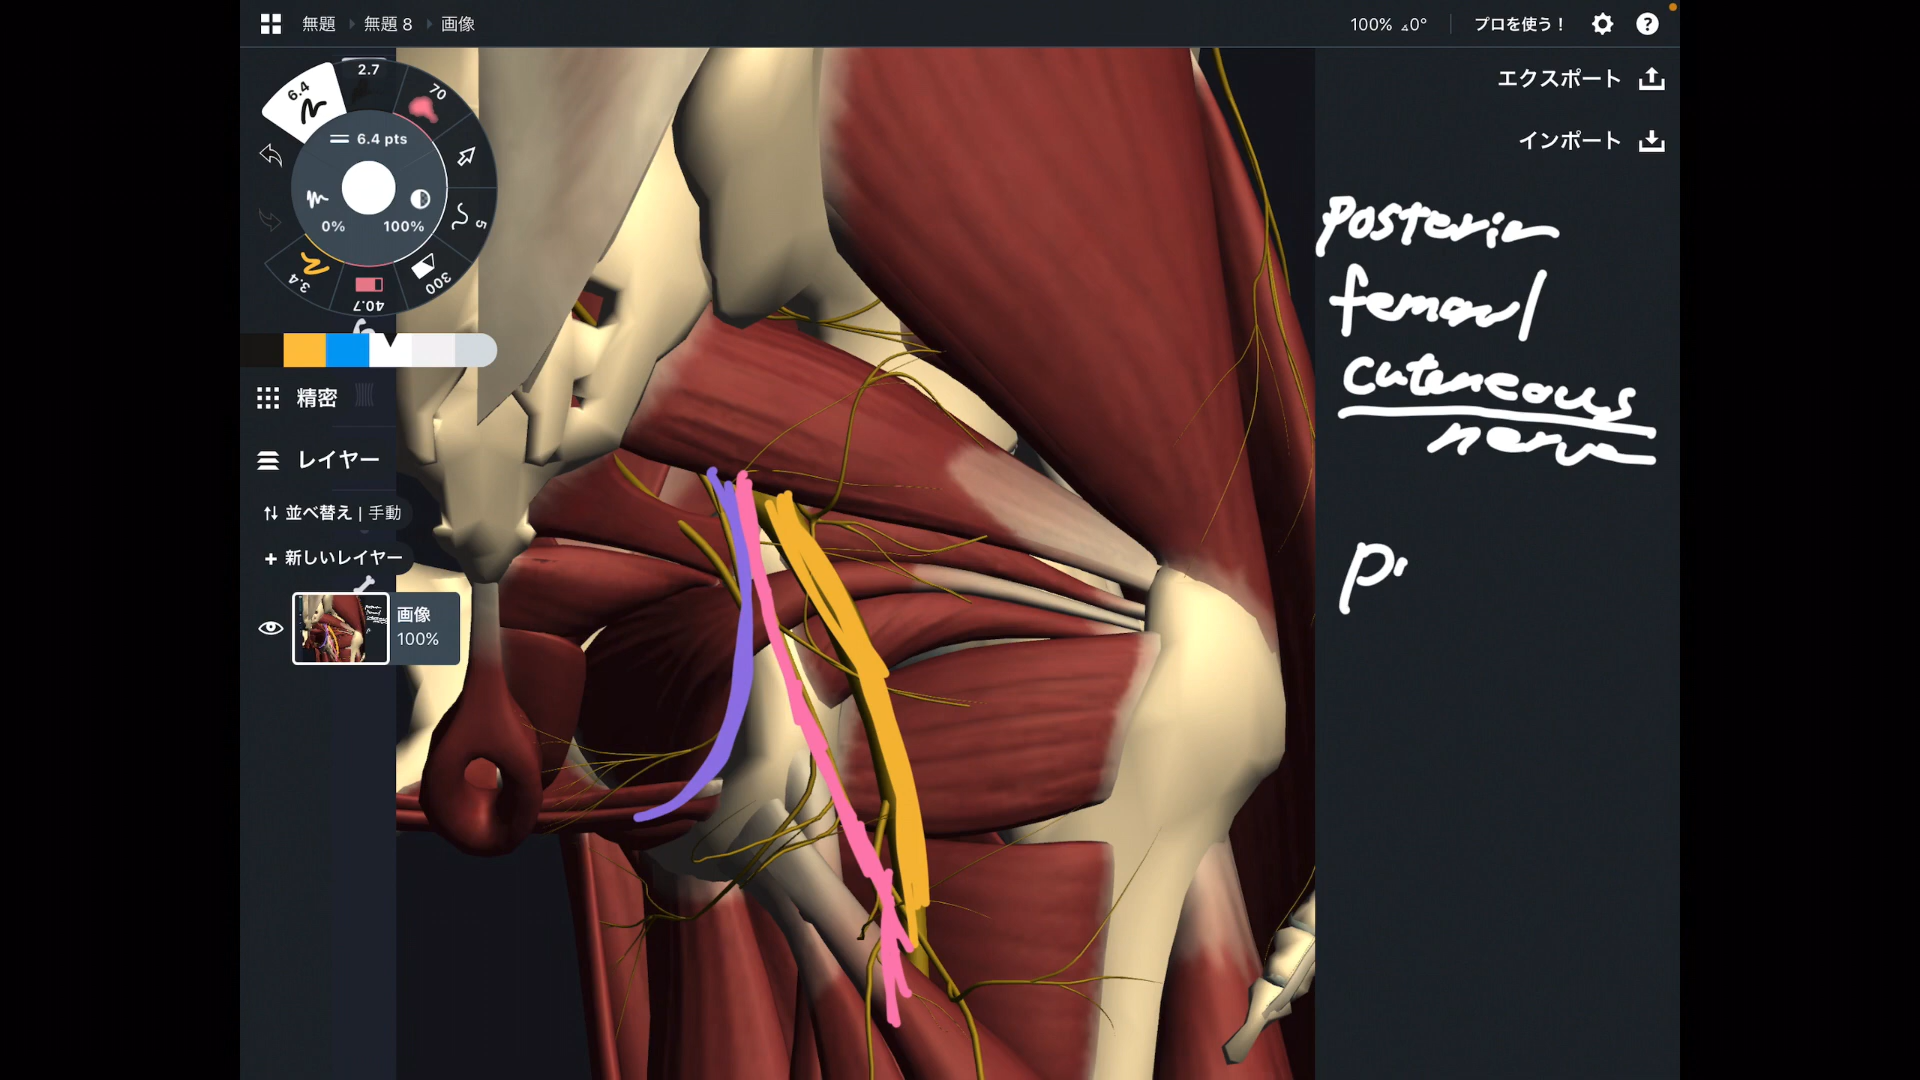 無題 無題 8 画像
100% ⊿0° プロを使う！
エクスポート
インポート
2.7
6.4
70
6.4 pts
0% 100%
5
300
40.7
3.4
精密
レイヤー
並べ替え | 手動
+ 新しいレイヤー
画像
100%
posterior
femoral
cutaneous
nerve